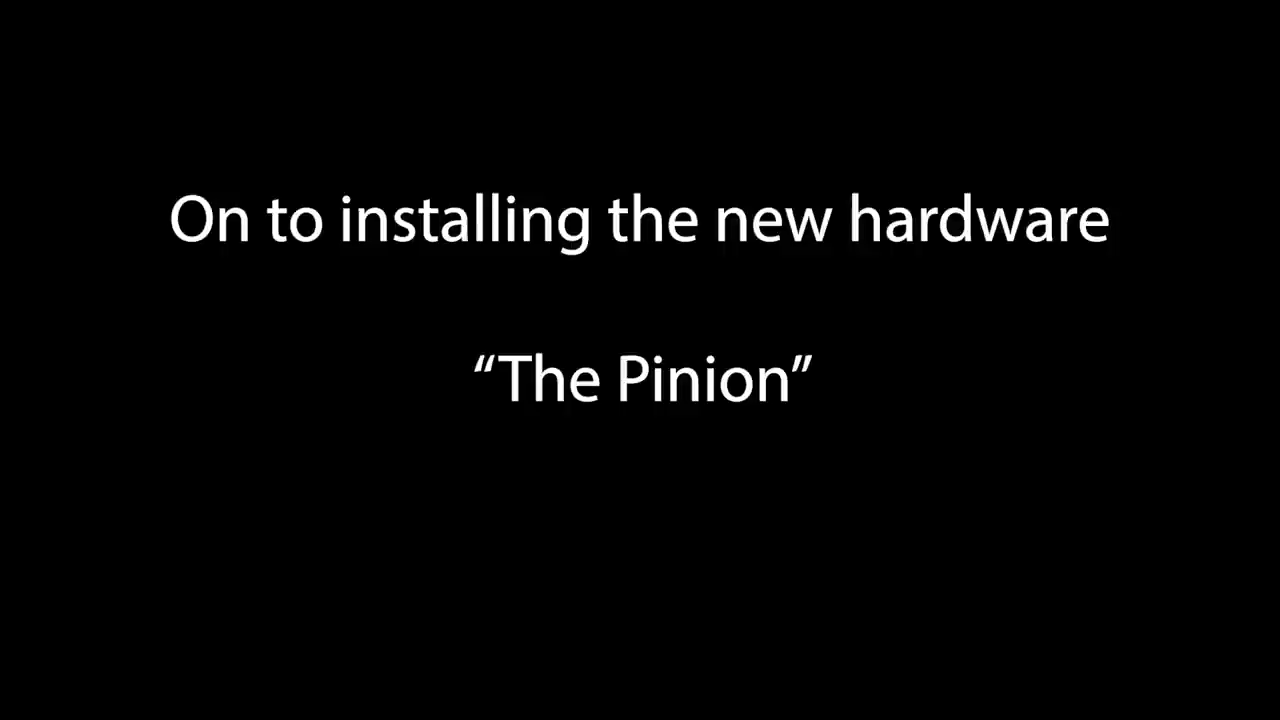 On to installing the new hardware
“The Pinion”